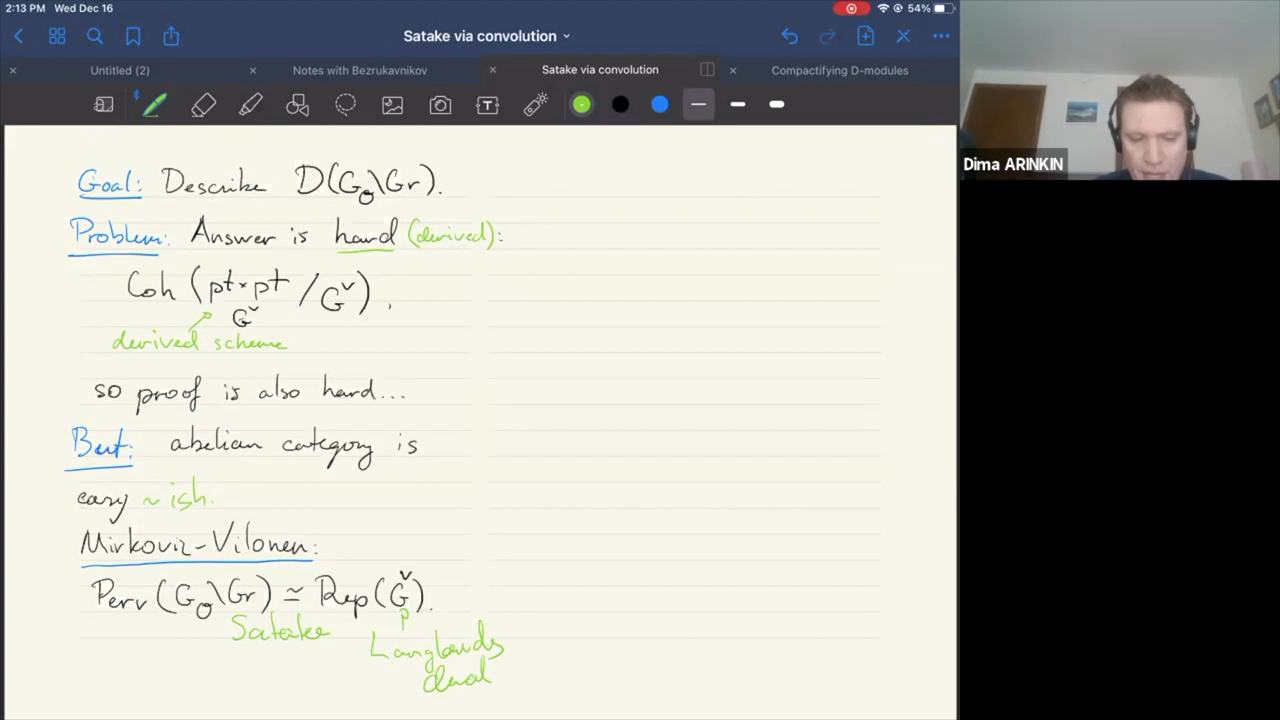 2:13 PM Wed Dec 16
54%
Satake via convolution
Untitled (2)
Notes with Bezrukavnikov
Satake via convolution
Compactifying D-modules
Dima ARINKIN
Goal: Describe D(G_O\Gr).
Problem: Answer is hard (derived):
Coh (pt × pt / Ǧ),
Ǧ
derived scheme
so proof is also hard...
But: abelian category is
easy ~ish.
Mirkoviz-Vilonen:
Perv(G_O\Gr) ≃ Rep(Ǧ).
Satake
Langlands
dual